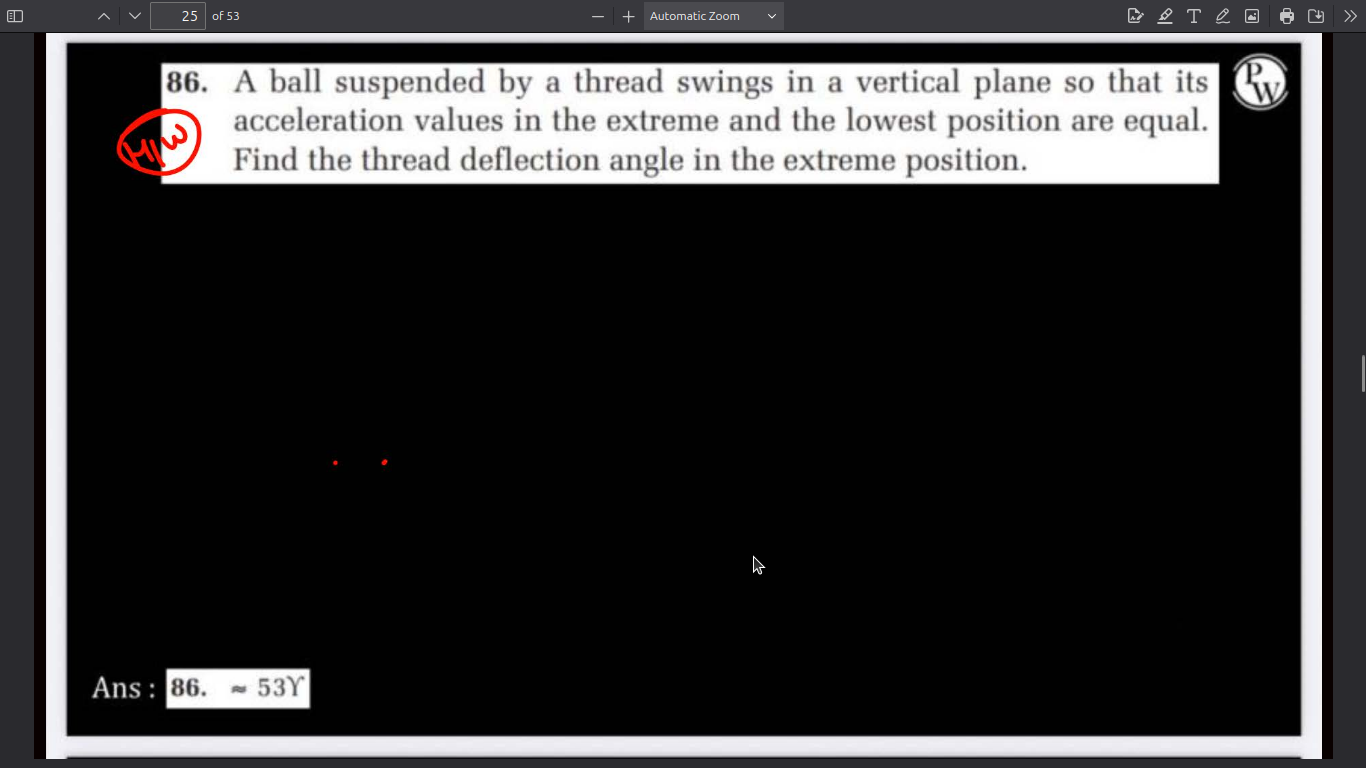 25 of 53
Automatic Zoom
86. A ball suspended by a thread swings in a vertical plane so that its
acceleration values in the extreme and the lowest position are equal.
Find the thread deflection angle in the extreme position.
H/W
PW
Ans : 86. ≈ 53ϒ